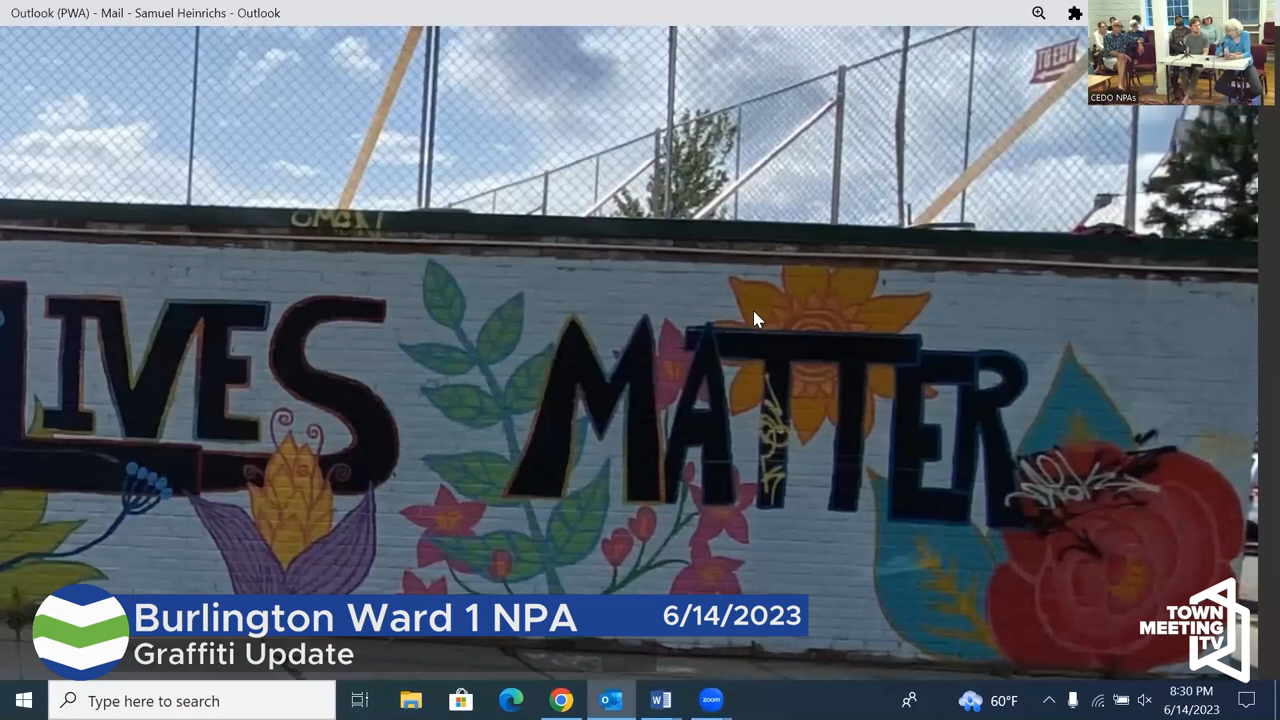 Outlook (PWA) - Mail - Samuel Heinrichs - Outlook
CEDO NPAs
LIVES MATTER
Burlington Ward 1 NPA
6/14/2023
Graffiti Update
TOWN
MEETING
TV
Type here to search
zoom
60°F
8:30 PM
6/14/2023